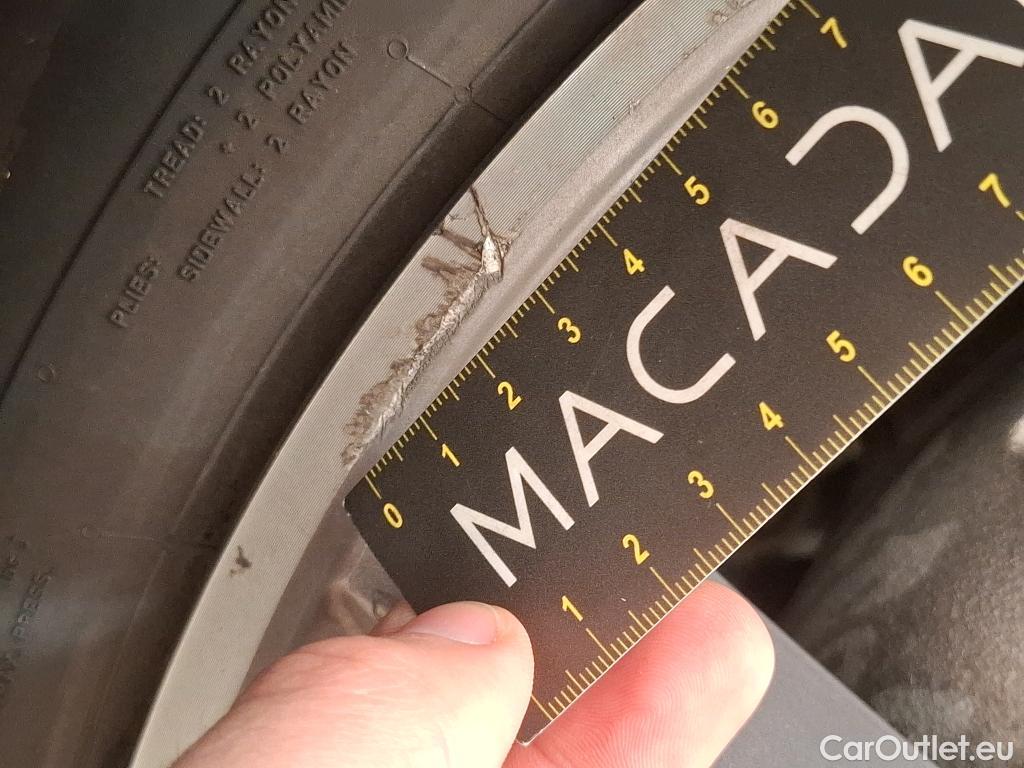 PLIES: TREAD: 2 RAYON
+ 2 POLYAMI
SIDEWALL: 2 RAYON
0 1 2 3 4 5 6 7
MACADA
1 2 3 4 5 6 7
CarOutlet.eu